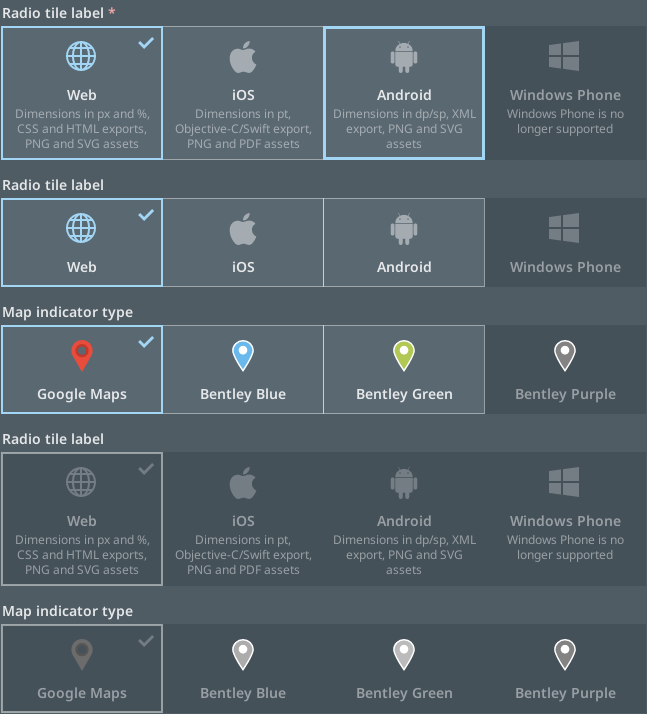 Radio tile label *
Web
Dimensions in px and %,
CSS and HTML exports,
PNG and SVG assets
iOS
Dimensions in pt,
Objective-C/Swift export,
PNG and PDF assets
Android
Dimensions in dp/sp, XML
export, PNG and SVG
assets
Windows Phone
Windows Phone is no
longer supported
Radio tile label
Web
iOS
Android
Windows Phone
Map indicator type
Google Maps
Bentley Blue
Bentley Green
Bentley Purple
Radio tile label
Web
Dimensions in px and %,
CSS and HTML exports,
PNG and SVG assets
iOS
Dimensions in pt,
Objective-C/Swift export,
PNG and PDF assets
Android
Dimensions in dp/sp, XML
export, PNG and SVG
assets
Windows Phone
Windows Phone is no
longer supported
Map indicator type
Google Maps
Bentley Blue
Bentley Green
Bentley Purple